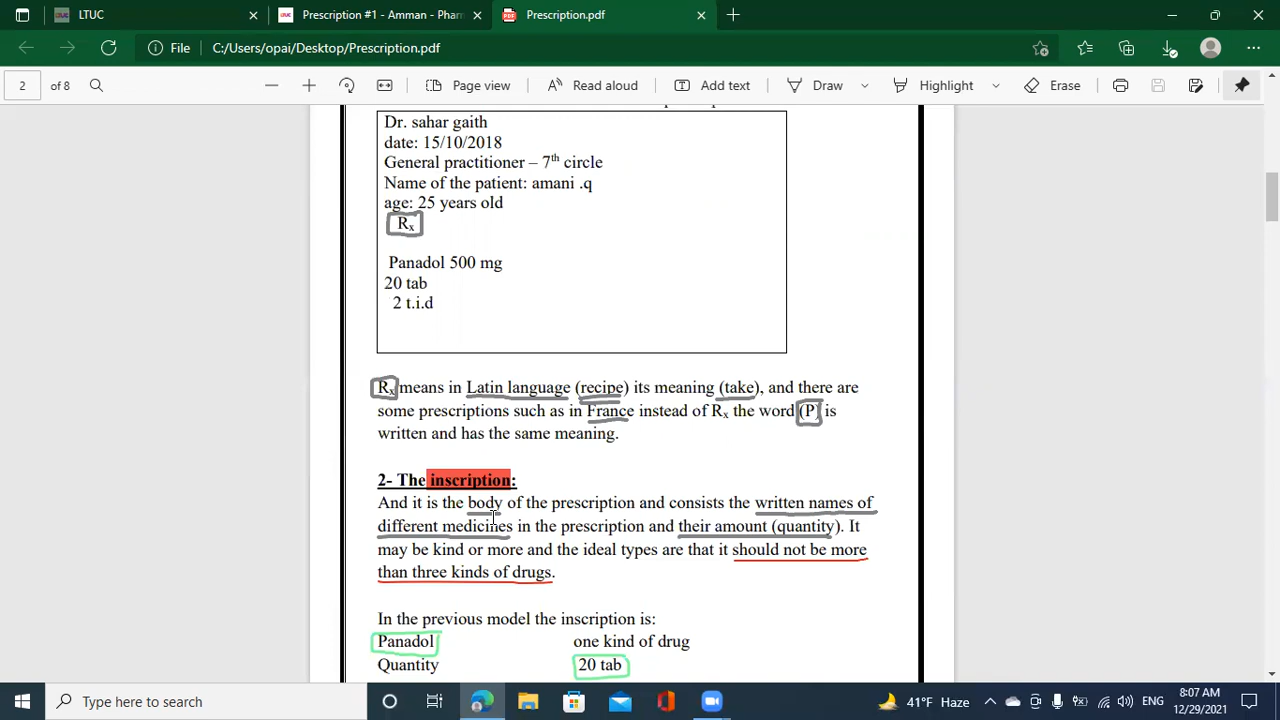 LTUC
Prescription #1 - Amman - Pharm
Prescription.pdf
File
C:/Users/opai/Desktop/Prescription.pdf
2 of 8
Page view
Read aloud
Add text
Draw
Highlight
Erase
Dr. sahar gaith
date: 15/10/2018
General practitioner – 7th circle
Name of the patient: amani .q
age: 25 years old
Rx
Panadol 500 mg
20 tab
2 t.i.d
Rx means in Latin language (recipe) its meaning (take), and there are
some prescriptions such as in France instead of Rx the word (P) is
written and has the same meaning.
2- The inscription:
And it is the body of the prescription and consists the written names of
different medicines in the prescription and their amount (quantity). It
may be kind or more and the ideal types are that it should not be more
than three kinds of drugs.
In the previous model the inscription is:
Panadol one kind of drug
Quantity 20 tab
Type here to search
41°F Haze
ENG
8:07 AM
12/29/2021